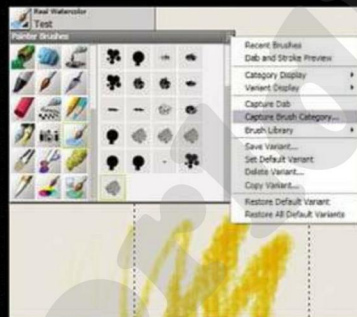 Real Watercolor
Test
Painter Brushes
Recent Brushes
Dab and Stroke Preview
Category Display
Variant Display
Capture Dab
Capture Brush Category...
Brush Library
Save Variant...
Set Default Variant
Delete Variant...
Copy Variant...
Restore Default Variant
Restore All Default Variants